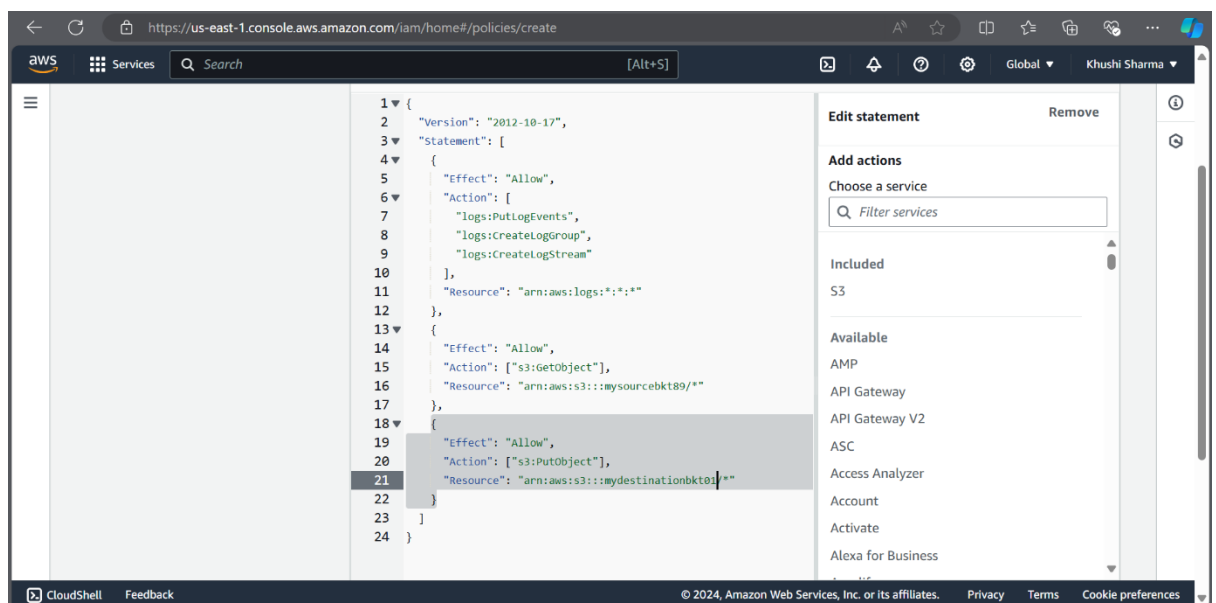 https://us-east-1.console.aws.amazon.com/iam/home#/policies/create
aws Services Search [Alt+S] Global Khushi Sharma
1 {
2 "Version": "2012-10-17",
3 "Statement": [
4 {
5 "Effect": "Allow",
6 "Action": [
7 "logs:PutLogEvents",
8 "logs:CreateLogGroup",
9 "logs:CreateLogStream"
10 ],
11 "Resource": "arn:aws:logs:*:*:*"
12 },
13 {
14 "Effect": "Allow",
15 "Action": ["s3:GetObject"],
16 "Resource": "arn:aws:s3:::mysourcebkt89/*"
17 },
18 {
19 "Effect": "Allow",
20 "Action": ["s3:PutObject"],
21 "Resource": "arn:aws:s3:::mydestinationbkt01/*"
22 }
23 ]
24 }
Edit statement Remove
Add actions
Choose a service
Filter services
Included
S3
Available
AMP
API Gateway
API Gateway V2
ASC
Access Analyzer
Account
Activate
Alexa for Business
CloudShell Feedback © 2024, Amazon Web Services, Inc. or its affiliates. Privacy Terms Cookie preferences